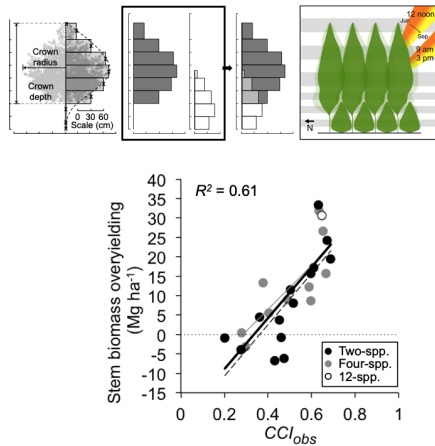 Crown
radius
Crown
depth
0 30 60
Scale (cm)
12 noon
Jun
Sep
9 am
3 pm
N
Stem biomass overyielding
(Mg ha⁻¹)
40
35
30
25
20
15
10
5
0
-5
-10
-15
R² = 0.61
Two-spp.
Four-spp.
12-spp.
0 0.2 0.4 0.6 0.8 1
CCIobs